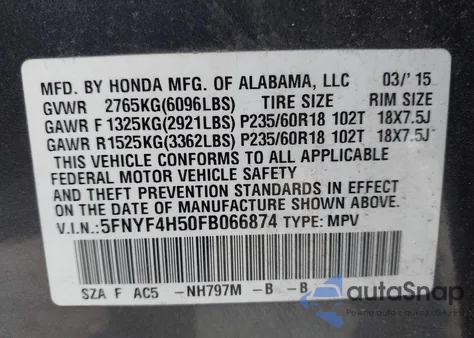 MFD. BY HONDA MFG. OF ALABAMA, LLC 03/'15
GVWR 2765KG(6096LBS) TIRE SIZE RIM SIZE
GAWR F 1325KG(2921LBS) P235/60R18 102T 18X7.5J
GAWR R1525KG(3362LBS) P235/60R18 102T 18X7.5J
THIS VEHICLE CONFORMS TO ALL APPLICABLE
FEDERAL MOTOR VEHICLE SAFETY
AND THEFT PREVENTION STANDARDS IN EFFECT
ON THE DATE OF MANUFACTURE SHOWN ABOVE.
V.I.N.:5FNYF4H50FB066874 TYPE: MPV
SZA F AC5 -NH797M -B -B
autoSnap